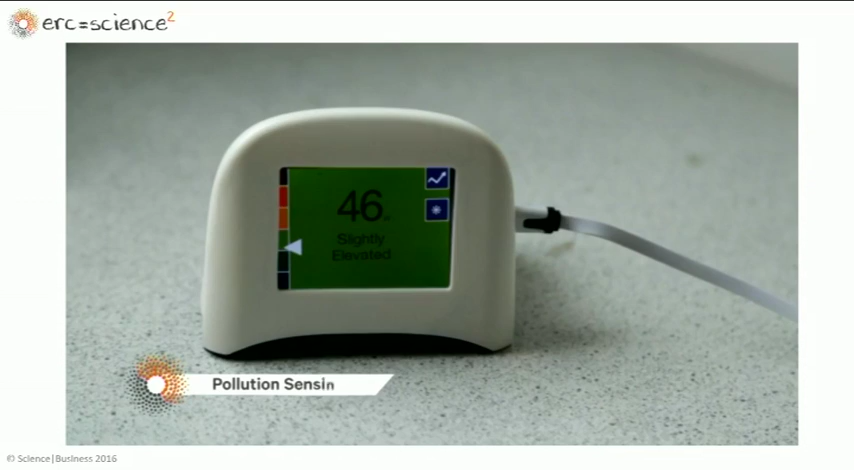 erc=science²
46
Slightly
Elevated
Pollution Sensin
© Science|Business 2016